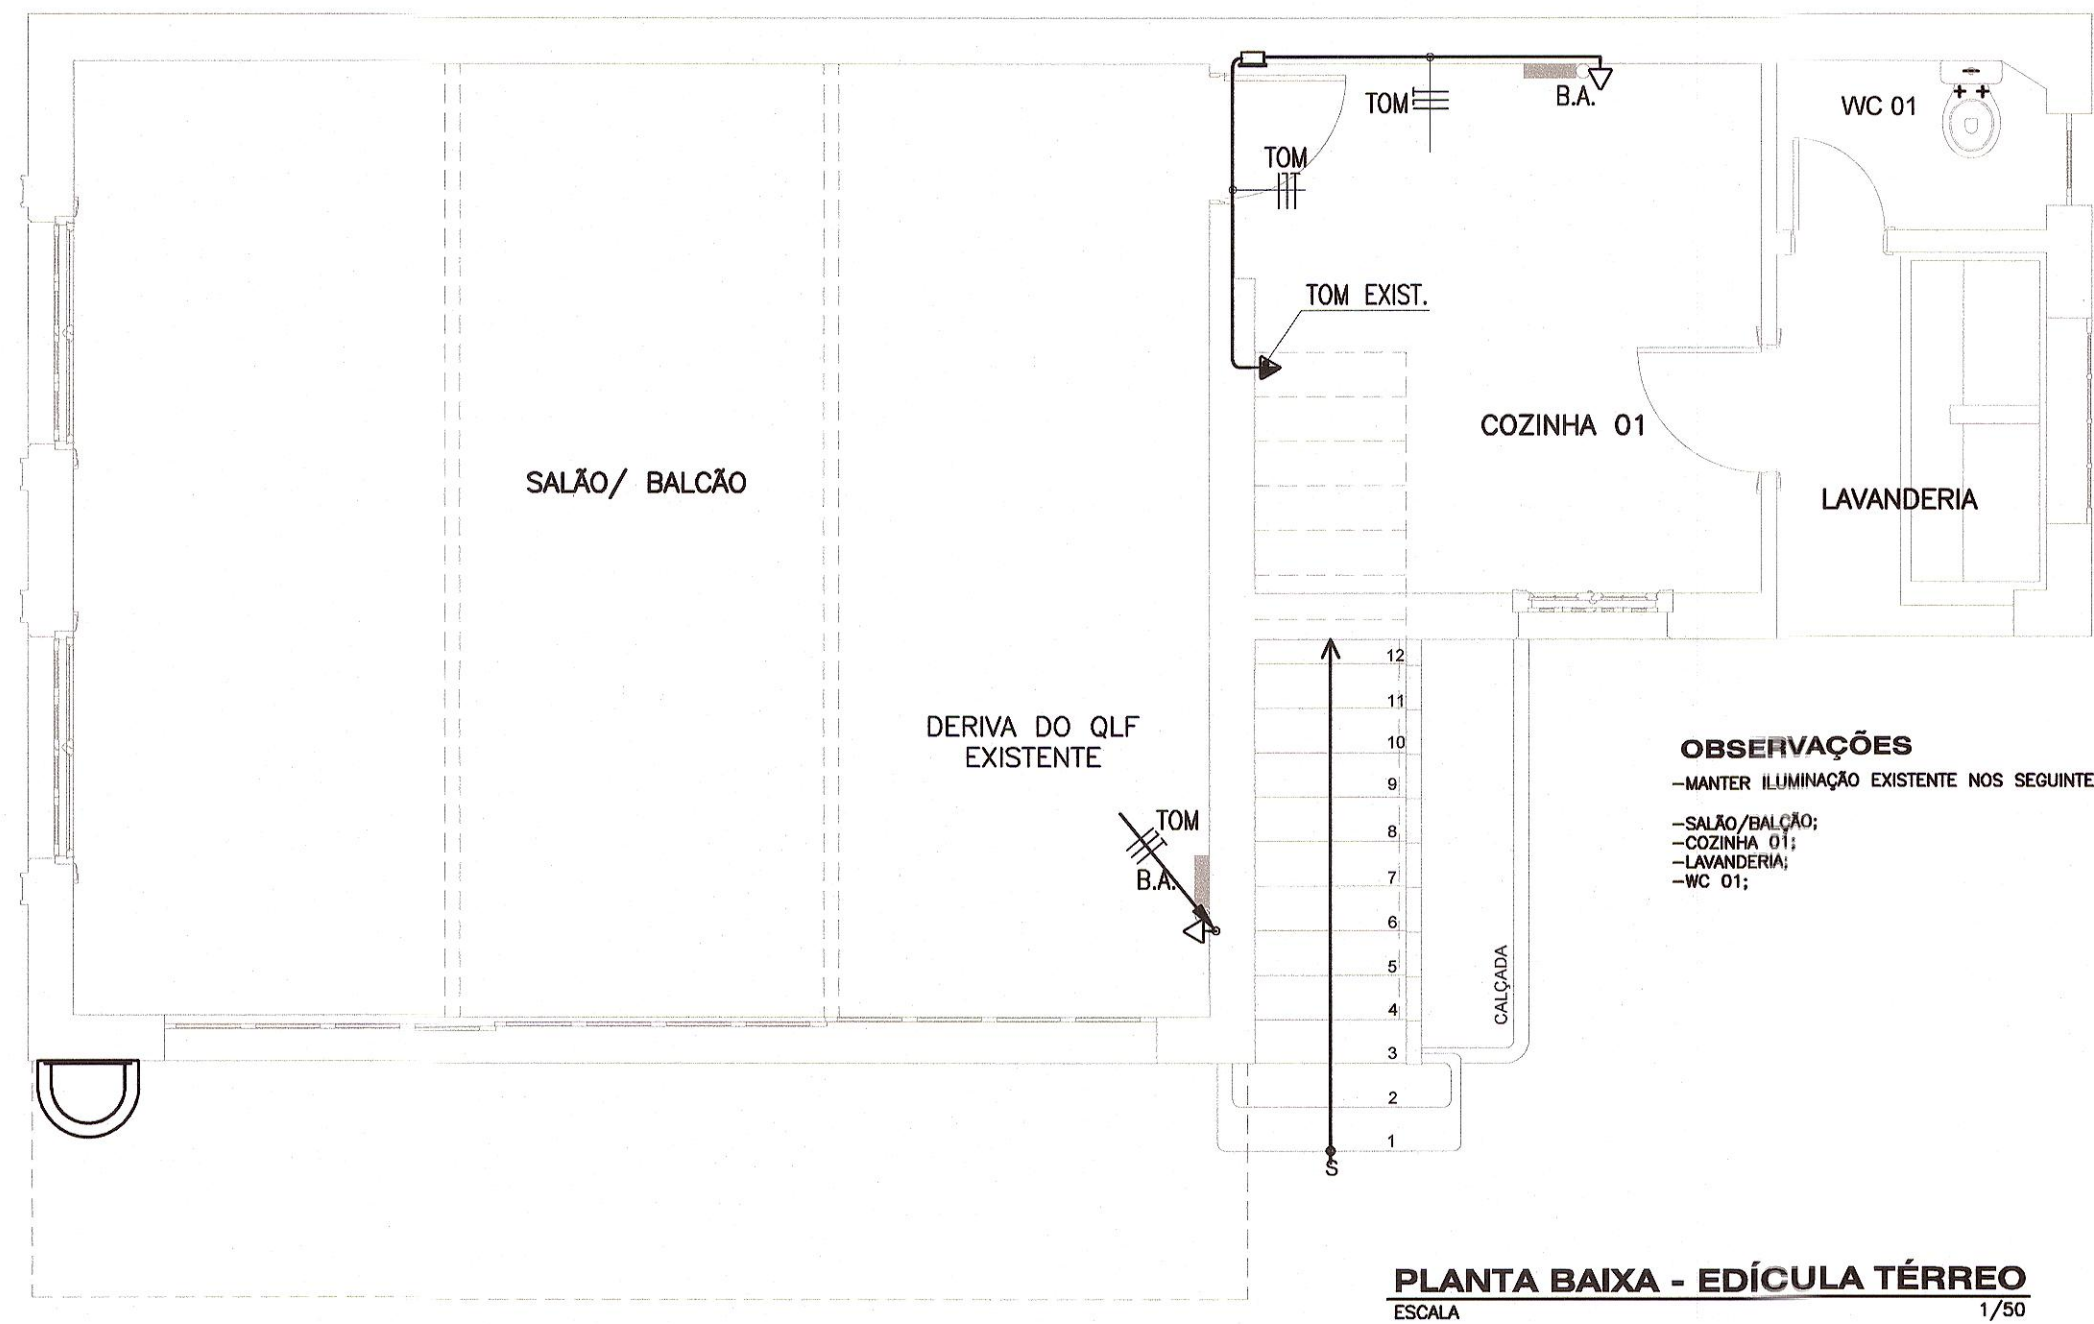 TOM
B.A.
WC 01
TOM
TOM EXIST.
COZINHA 01
SALÃO/ BALCÃO
LAVANDERIA
DERIVA DO QLF
EXISTENTE
TOM
B.A.
12
11
10
9
8
7
6
5
4
3
2
1
S
CALÇADA
OBSERVAÇÕES
-MANTER ILUMINAÇÃO EXISTENTE NOS SEGUINTE
-SALÃO/BALCÃO;
-COZINHA 01;
-LAVANDERIA;
-WC 01;
PLANTA BAIXA - EDÍCULA TÉRREO
ESCALA 1/50